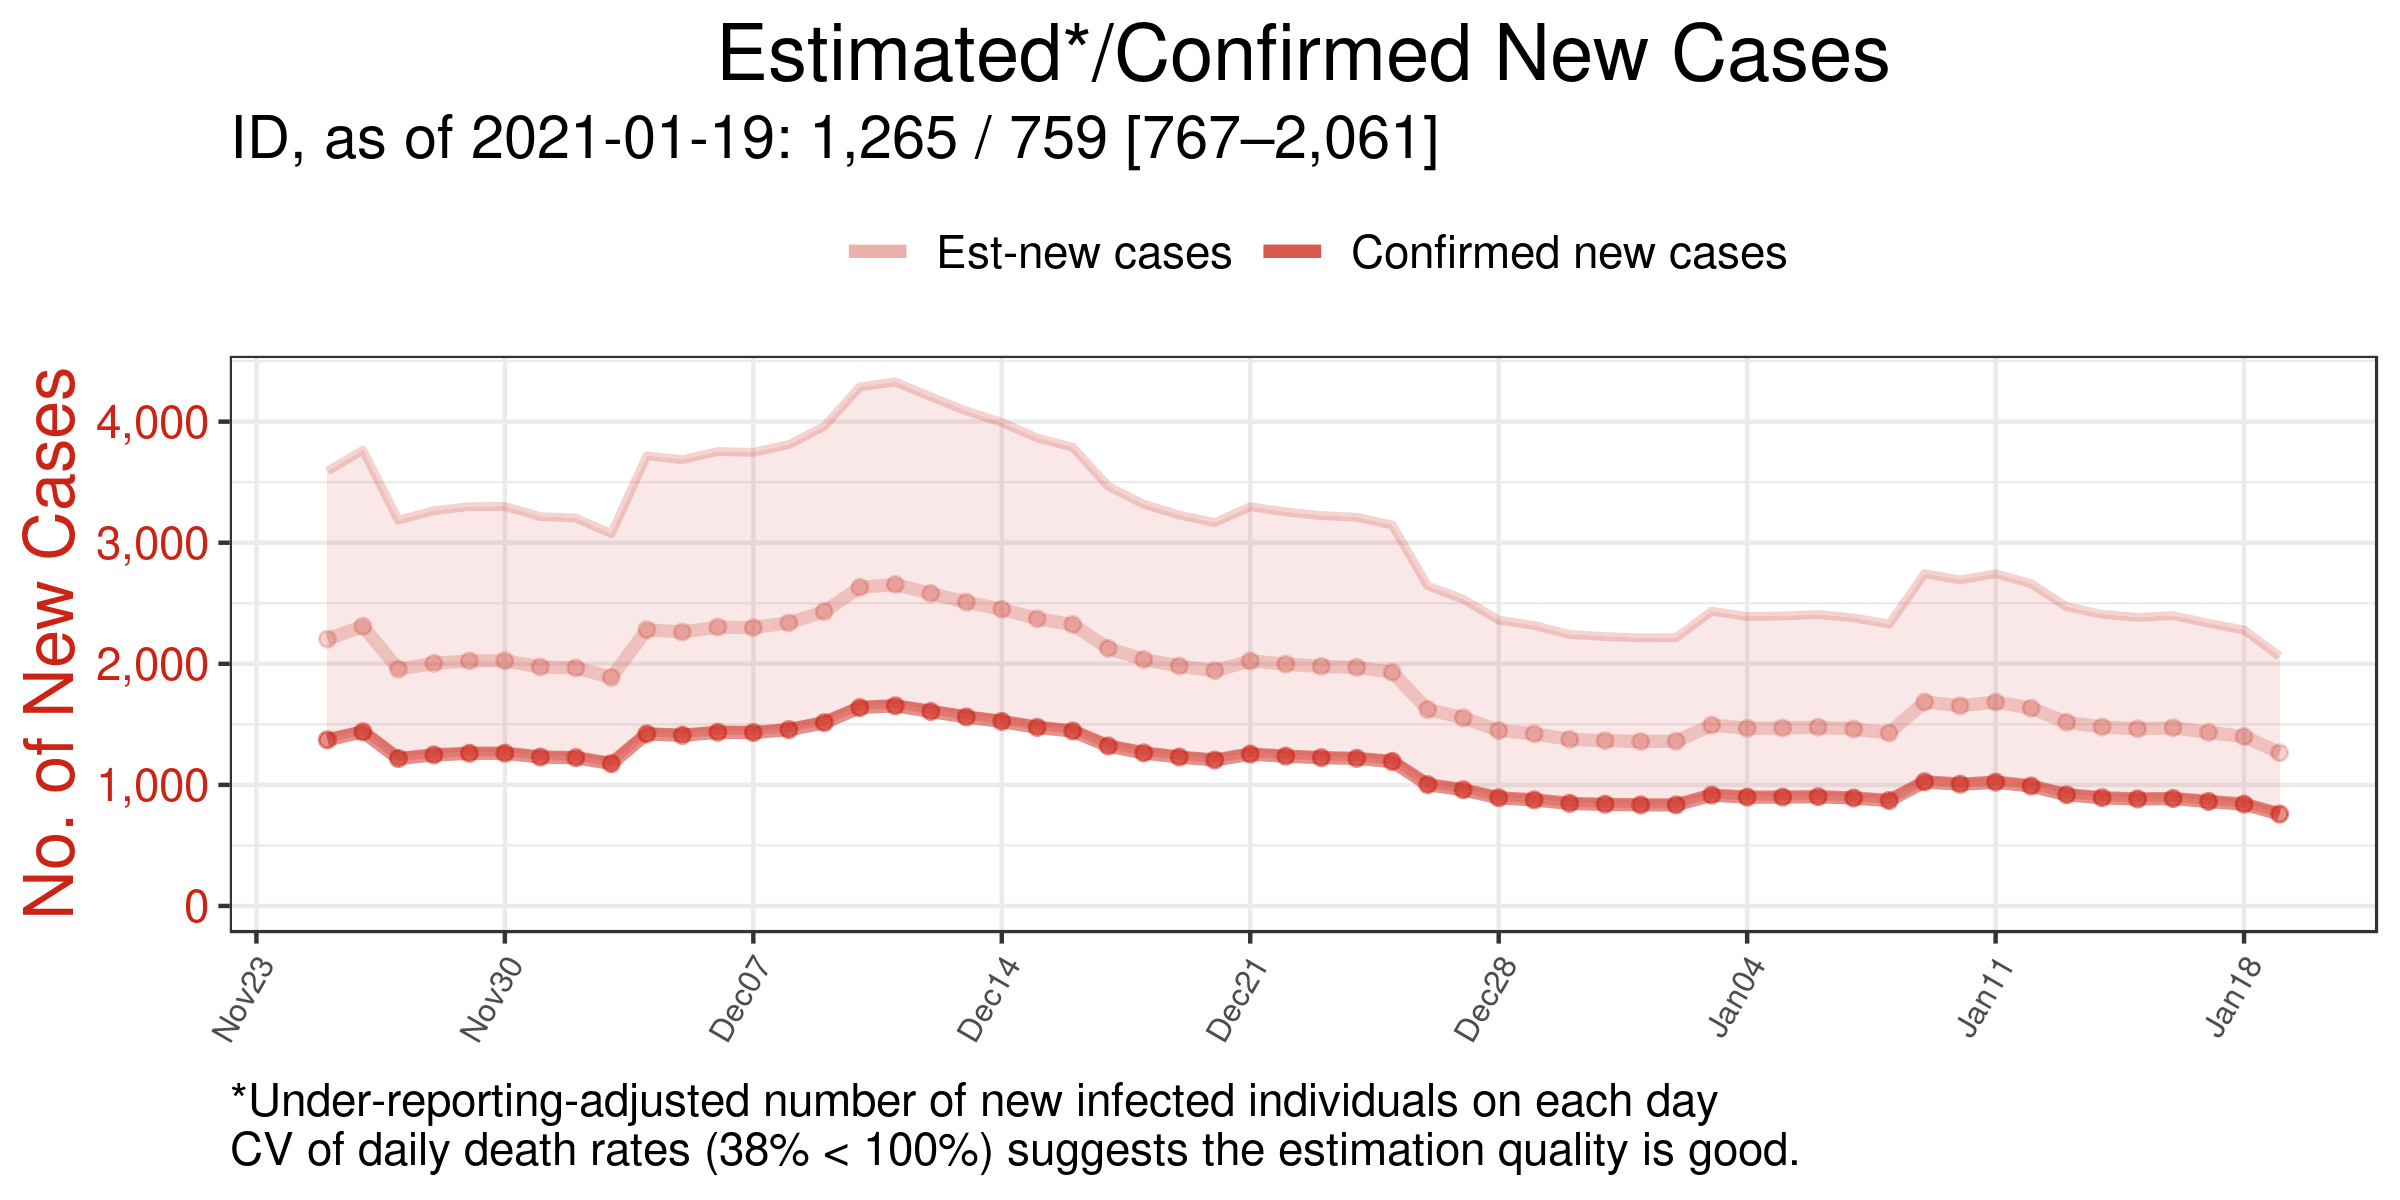 Estimated*/Confirmed New Cases
ID, as of 2021-01-19: 1,265 / 759 [767–2,061]
Est-new cases Confirmed new cases
No. of New Cases
4,000
3,000
2,000
1,000
0
Nov23 Nov30 Dec07 Dec14 Dec21 Dec28 Jan04 Jan11 Jan18
*Under-reporting-adjusted number of new infected individuals on each day
CV of daily death rates (38% < 100%) suggests the estimation quality is good.